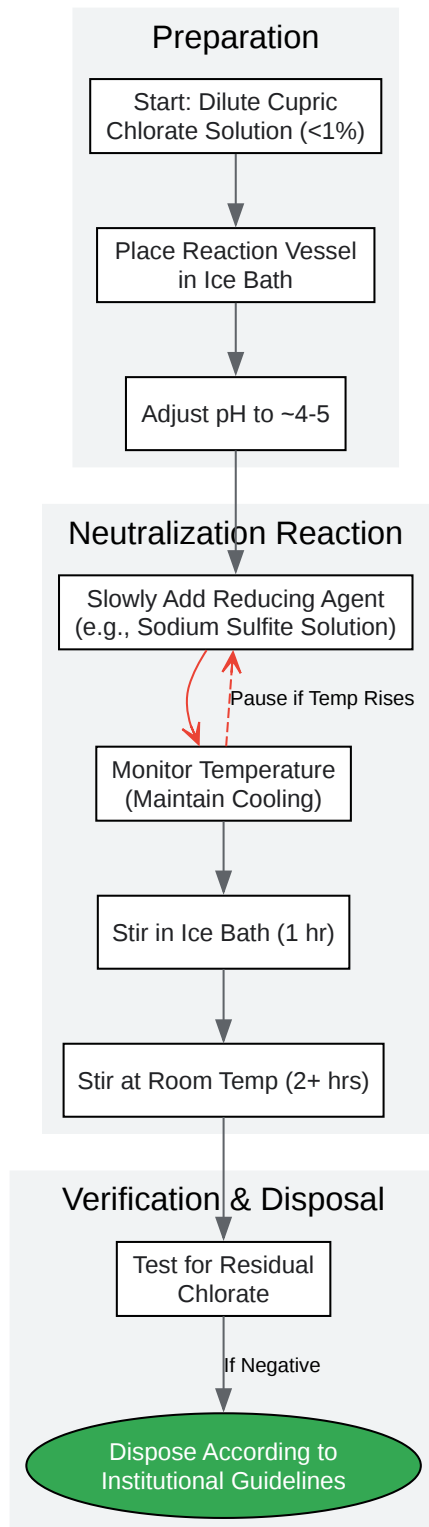 Preparation
Start: Dilute Cupric
Chlorate Solution (<1%)
Place Reaction Vessel
in Ice Bath
Adjust pH to ~4-5
Neutralization Reaction
Slowly Add Reducing Agent
(e.g., Sodium Sulfite Solution)
Pause if Temp Rises
Monitor Temperature
(Maintain Cooling)
Stir in Ice Bath (1 hr)
Stir at Room Temp (2+ hrs)
Verification & Disposal
Test for Residual
Chlorate
If Negative
Dispose According to
Institutional Guidelines